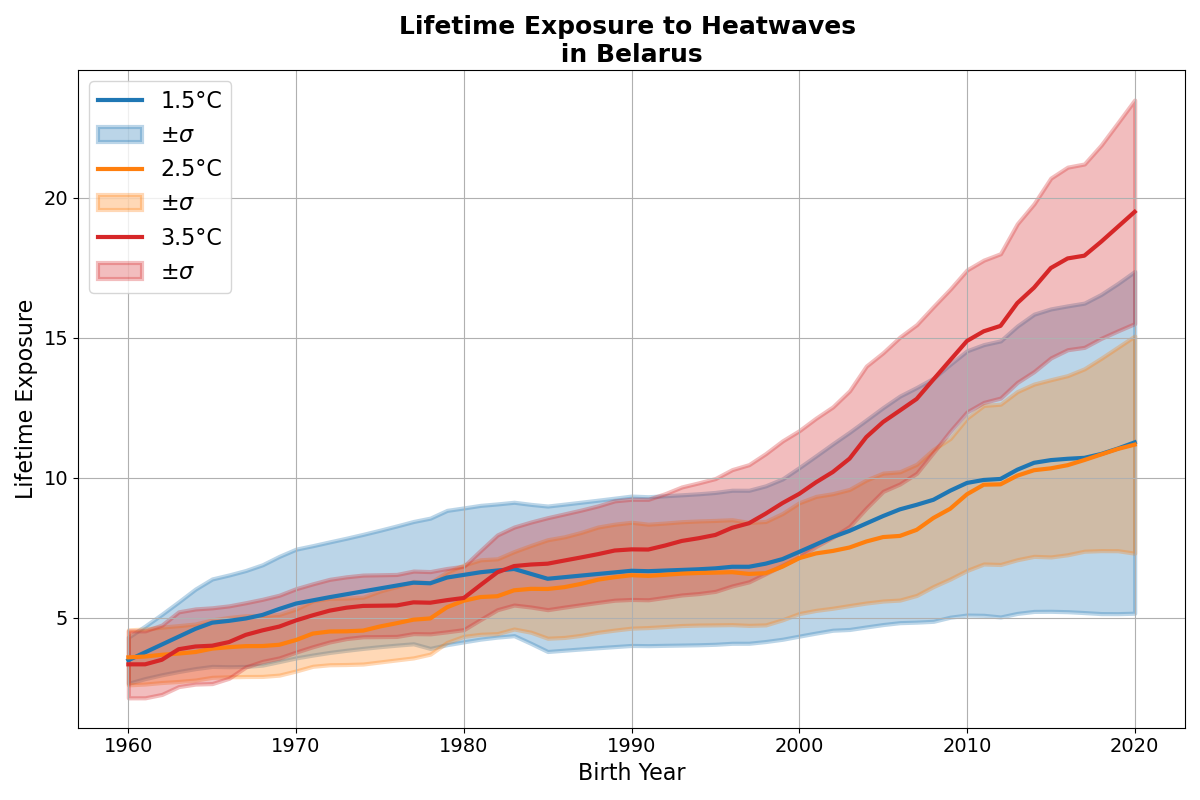 Lifetime Exposure to Heatwaves
in Belarus
1.5°C
±σ
2.5°C
±σ
3.5°C
±σ
Lifetime Exposure
20
15
10
5
1960 1970 1980 1990 2000 2010 2020
Birth Year